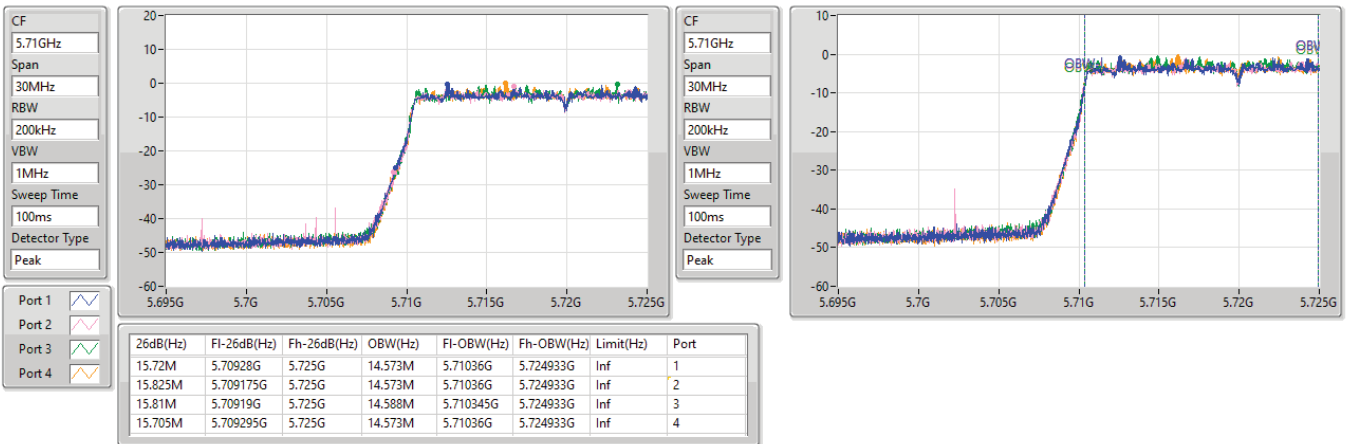 CF
5.71GHz
Span
30MHz
RBW
200kHz
VBW
1MHz
Sweep Time
100ms
Detector Type
Peak
20
10
0
-10
-20
-30
-40
-50
-60
5.695G 5.7G 5.705G 5.71G 5.715G 5.72G 5.725G
CF
5.71GHz
Span
30MHz
RBW
200kHz
VBW
1MHz
Sweep Time
100ms
Detector Type
Peak
10
0
-10
-20
-30
-40
-50
-60
5.695G 5.7G 5.705G 5.71G 5.715G 5.72G 5.725G
Port 1
Port 2
Port 3
Port 4
26dB(Hz) Fl-26dB(Hz) Fh-26dB(Hz) OBW(Hz) Fl-OBW(Hz) Fh-OBW(Hz) Limit(Hz) Port
15.72M 5.70928G 5.725G 14.573M 5.71036G 5.724933G Inf 1
15.825M 5.709175G 5.725G 14.573M 5.71036G 5.724933G Inf 2
15.81M 5.70919G 5.725G 14.588M 5.710345G 5.724933G Inf 3
15.705M 5.709295G 5.725G 14.573M 5.71036G 5.724933G Inf 4